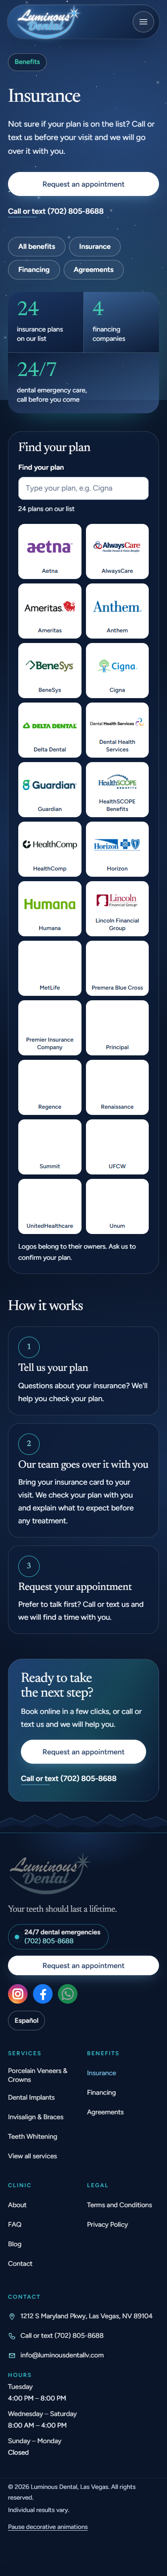 Luminous
Dental
Benefits
Insurance
Not sure if your plan is on the list? Call or
text us before your visit and we will go
over it with you.
Request an appointment
Call or text (702) 805-8688
All benefits
Insurance
Financing
Agreements
24
insurance plans
on our list
4
financing
companies
24/7
dental emergency care,
call before you come
Find your plan
Find your plan
Type your plan, e.g. Cigna
24 plans on our list
aetna
Aetna
AlwaysCare
AlwaysCare
Ameritas
Ameritas
Anthem
Anthem
BeneSys
BeneSys
Cigna
Cigna
DELTA DENTAL
Delta Dental
Dental Health Services
Dental Health
Services
Guardian
Guardian
HealthSCOPE
BENEFITS
HealthSCOPE
Benefits
HealthComp
HealthComp
Horizon
Horizon
Humana
Humana
Lincoln
Financial Group
Lincoln Financial
Group
MetLife
Premera Blue Cross
Premier Insurance
Company
Principal
Regence
Renaissance
Summit
UFCW
UnitedHealthcare
Unum
Logos belong to their owners. Ask us to
confirm your plan.
How it works
1
Tell us your plan
Questions about your insurance? We'll
help you check your plan.
2
Our team goes over it with you
Bring your insurance card to your
visit. We check your plan with you
and explain what to expect before
any treatment.
3
Request your appointment
Prefer to talk first? Call or text us and
we will find a time with you.
Ready to take
the next step?
Book online in a few clicks, or call or
text us and we will help you.
Request an appointment
Call or text (702) 805-8688
Luminous
Dental
Your teeth should last a lifetime.
24/7 dental emergencies
(702) 805-8688
Request an appointment
Español
SERVICES
Porcelain Veneers &
Crowns
Dental Implants
Invisalign & Braces
Teeth Whitening
View all services
BENEFITS
Insurance
Financing
Agreements
CLINIC
About
FAQ
Blog
Contact
LEGAL
Terms and Conditions
Privacy Policy
CONTACT
1212 S Maryland Pkwy, Las Vegas, NV 89104
Call or text (702) 805-8688
info@luminousdentallv.com
HOURS
Tuesday
4:00 PM – 8:00 PM
Wednesday – Saturday
8:00 AM – 4:00 PM
Sunday – Monday
Closed
© 2026 Luminous Dental, Las Vegas. All rights
reserved.
Individual results vary.
Pause decorative animations